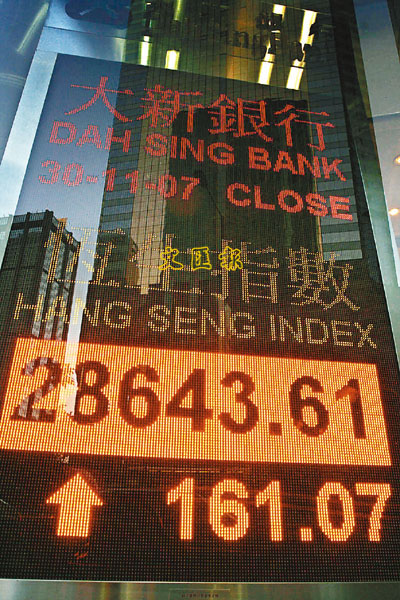 大新銀行
DAH SING BANK
30-11-07 CLOSE
恒生指數
文匯報
HANG SENG INDEX
28643.61
↑ 161.07